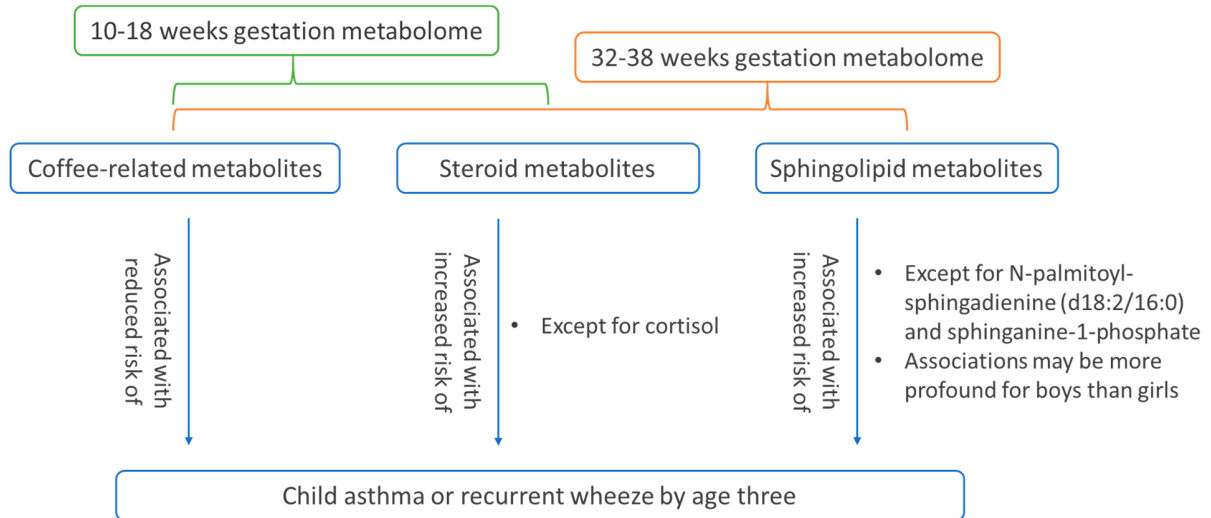 10-18 weeks gestation metabolome
32-38 weeks gestation metabolome
Coffee-related metabolites
Steroid metabolites
Sphingolipid metabolites
Associated with
reduced risk of
Associated with
increased risk of
• Except for cortisol
Associated with
increased risk of
• Except for N-palmitoyl-
sphingadienine (d18:2/16:0)
and sphinganine-1-phosphate
• Associations may be more
profound for boys than girls
Child asthma or recurrent wheeze by age three